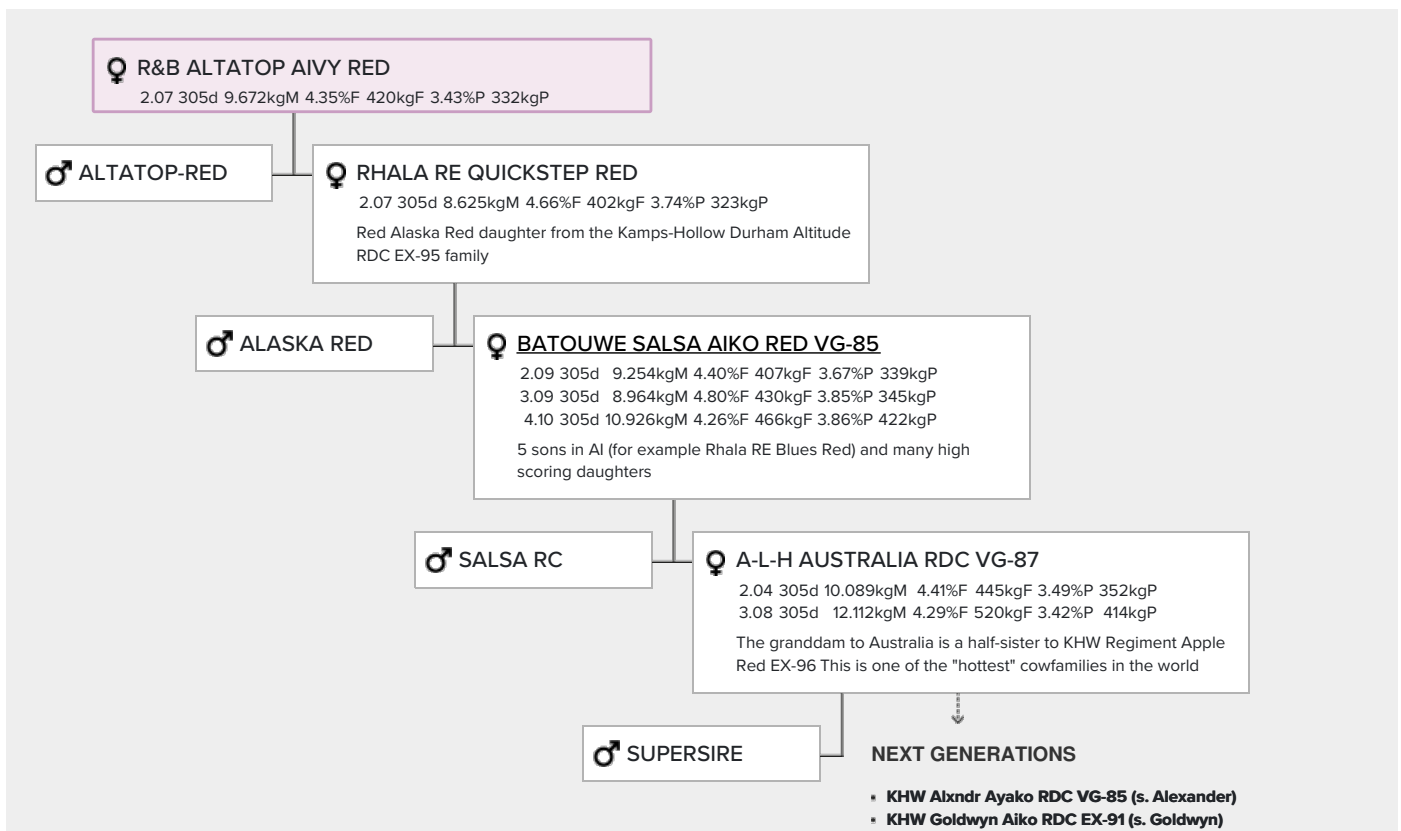 R&B ALTATOP AIVY RED
2.07 305d 9.672kgM 4.35%F 420kgF 3.43%P 332kgP
ALTATOP-RED
RHALA RE QUICKSTEP RED
2.07 305d 8.625kgM 4.66%F 402kgF 3.74%P 323kgP
Red Alaska Red daughter from the Kamps-Hollow Durham Altitude
RDC EX-95 family
ALASKA RED
BATOUWE SALSA AIKO RED VG-85
2.09 305d 9.254kgM 4.40%F 407kgF 3.67%P 339kgP
3.09 305d 8.964kgM 4.80%F 430kgF 3.85%P 345kgP
4.10 305d 10.926kgM 4.26%F 466kgF 3.86%P 422kgP
5 sons in AI (for example Rhala RE Blues Red) and many high
scoring daughters
SALSA RC
A-L-H AUSTRALIA RDC VG-87
2.04 305d 10.089kgM 4.41%F 445kgF 3.49%P 352kgP
3.08 305d 12.112kgM 4.29%F 520kgF 3.42%P 414kgP
The granddam to Australia is a half-sister to KHW Regiment Apple
Red EX-96 This is one of the "hottest" cowfamilies in the world
SUPERSIRE
NEXT GENERATIONS
▪ KHW Alxndr Ayako RDC VG-85 (s. Alexander)
▪ KHW Goldwyn Aiko RDC EX-91 (s. Goldwyn)